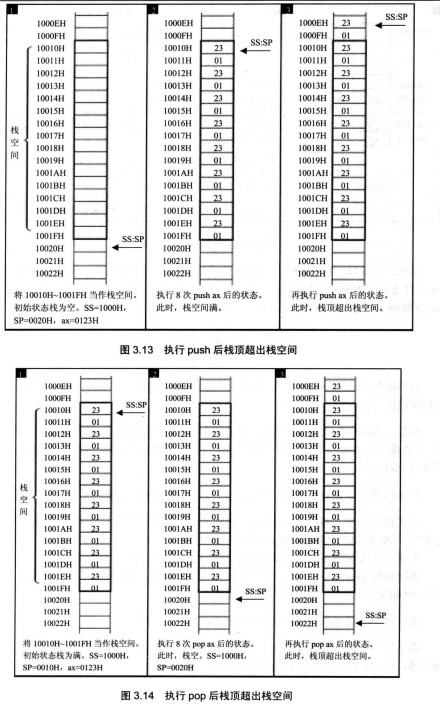 1
1000EH
1000FH
10010H
10011H
10012H
10013H
10014H
10015H
10016H
10017H
10018H
10019H
1001AH
1001BH
1001CH
1001DH
1001EH
1001FH
10020H
10021H
10022H
栈空间
SS:SP
将 10010H~1001FH 当作栈空间。
初始状态栈为空。SS=1000H,
SP=0020H, ax=0123H
2
1000EH
1000FH
10010H 23
10011H 01
10012H 23
10013H 01
10014H 23
10015H 01
10016H 23
10017H 01
10018H 23
10019H 01
1001AH 23
1001BH 01
1001CH 23
1001DH 01
1001EH 23
1001FH 01
10020H
10021H
10022H
SS:SP
执行 8 次 push ax 后的状态。
此时，栈空间满。
3
1000EH 23
1000FH 01
10010H 23
10011H 01
10012H 23
10013H 01
10014H 23
10015H 01
10016H 23
10017H 01
10018H 23
10019H 01
1001AH 23
1001BH 01
1001CH 23
1001DH 01
1001EH 23
1001FH 01
10020H
10021H
10022H
SS:SP
再执行 push ax 后的状态。
此时，栈顶超出栈空间。
图 3.13 执行 push 后栈顶超出栈空间
1
1000EH
1000FH
10010H 23
10011H 01
10012H 23
10013H 01
10014H 23
10015H 01
10016H 23
10017H 01
10018H 23
10019H 01
1001AH 23
1001BH 01
1001CH 23
1001DH 01
1001EH 23
1001FH 01
10020H
10021H
10022H
栈空间
SS:SP
将 10010H~1001FH 当作栈空间。
初始状态栈为满。SS=1000H,
SP=0010H, ax=0123H
2
1000EH
1000FH
10010H 23
10011H 01
10012H 23
10013H 01
10014H 23
10015H 01
10016H 23
10017H 01
10018H 23
10019H 01
1001AH 23
1001BH 01
1001CH 23
1001DH 01
1001EH 23
1001FH 01
10020H
10021H
10022H
SS:SP
执行 8 次 pop ax 后的状态。
此时，栈空。SS=1000H,
SP=0020H
3
1000EH 23
1000FH 01
10010H 23
10011H 01
10012H 23
10013H 01
10014H 23
10015H 01
10016H 23
10017H 01
10018H 23
10019H 01
1001AH 23
1001BH 01
1001CH 23
1001DH 01
1001EH 23
1001FH 01
10020H
10021H
10022H
SS:SP
再执行 pop ax 后的状态。
此时，栈顶超出栈空间。
图 3.14 执行 pop 后栈顶超出栈空间